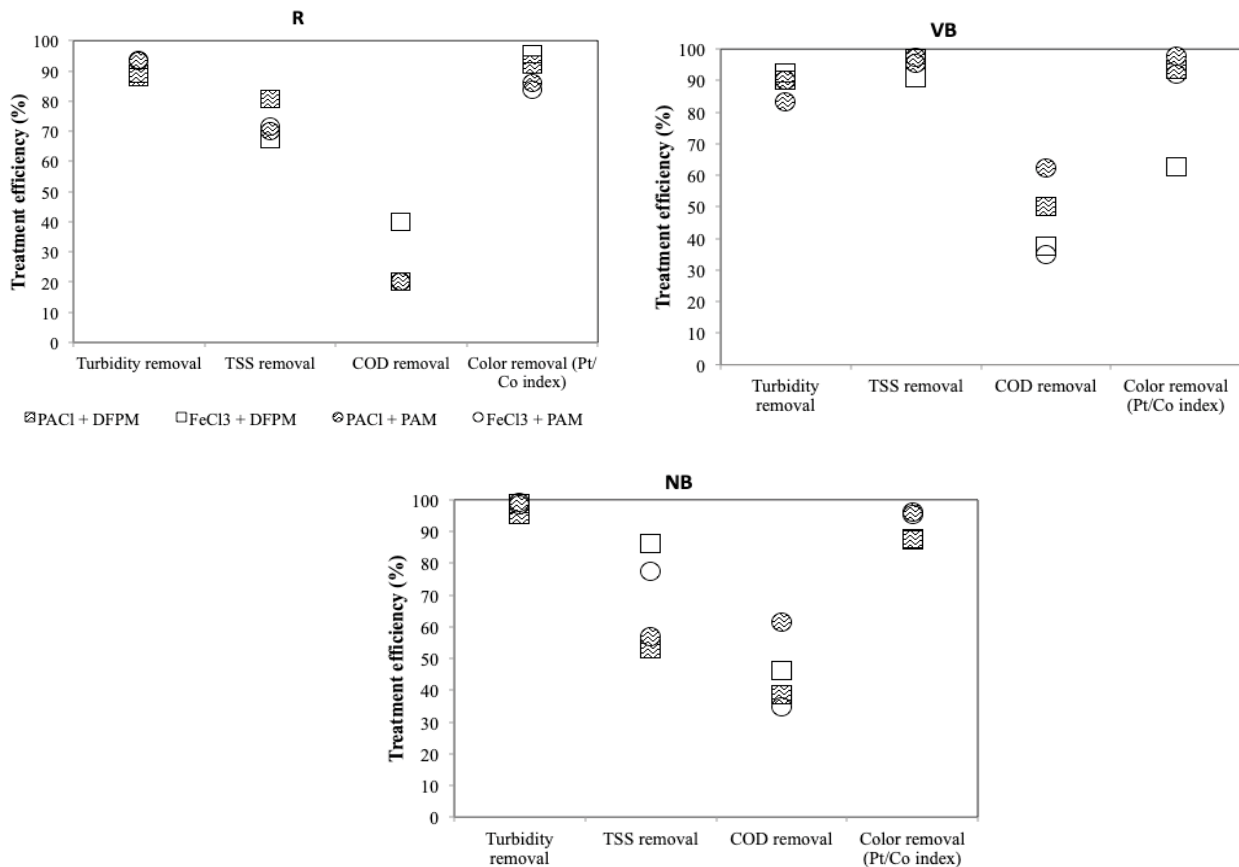 R
Treatment efficiency (%)
100
90
80
70
60
50
40
30
20
10
0
Turbidity removal
TSS removal
COD removal
Color removal (Pt/
Co index)
PACl + DFPM
FeCl3 + DFPM
PACl + PAM
FeCl3 + PAM
VB
Treatment efficiency (%)
100
90
80
70
60
50
40
30
20
10
0
Turbidity
removal
TSS removal
COD removal
Color removal
(Pt/Co index)
NB
Treatment efficiency (%)
100
90
80
70
60
50
40
30
20
10
0
Turbidity
removal
TSS removal
COD removal
Color removal
(Pt/Co index)